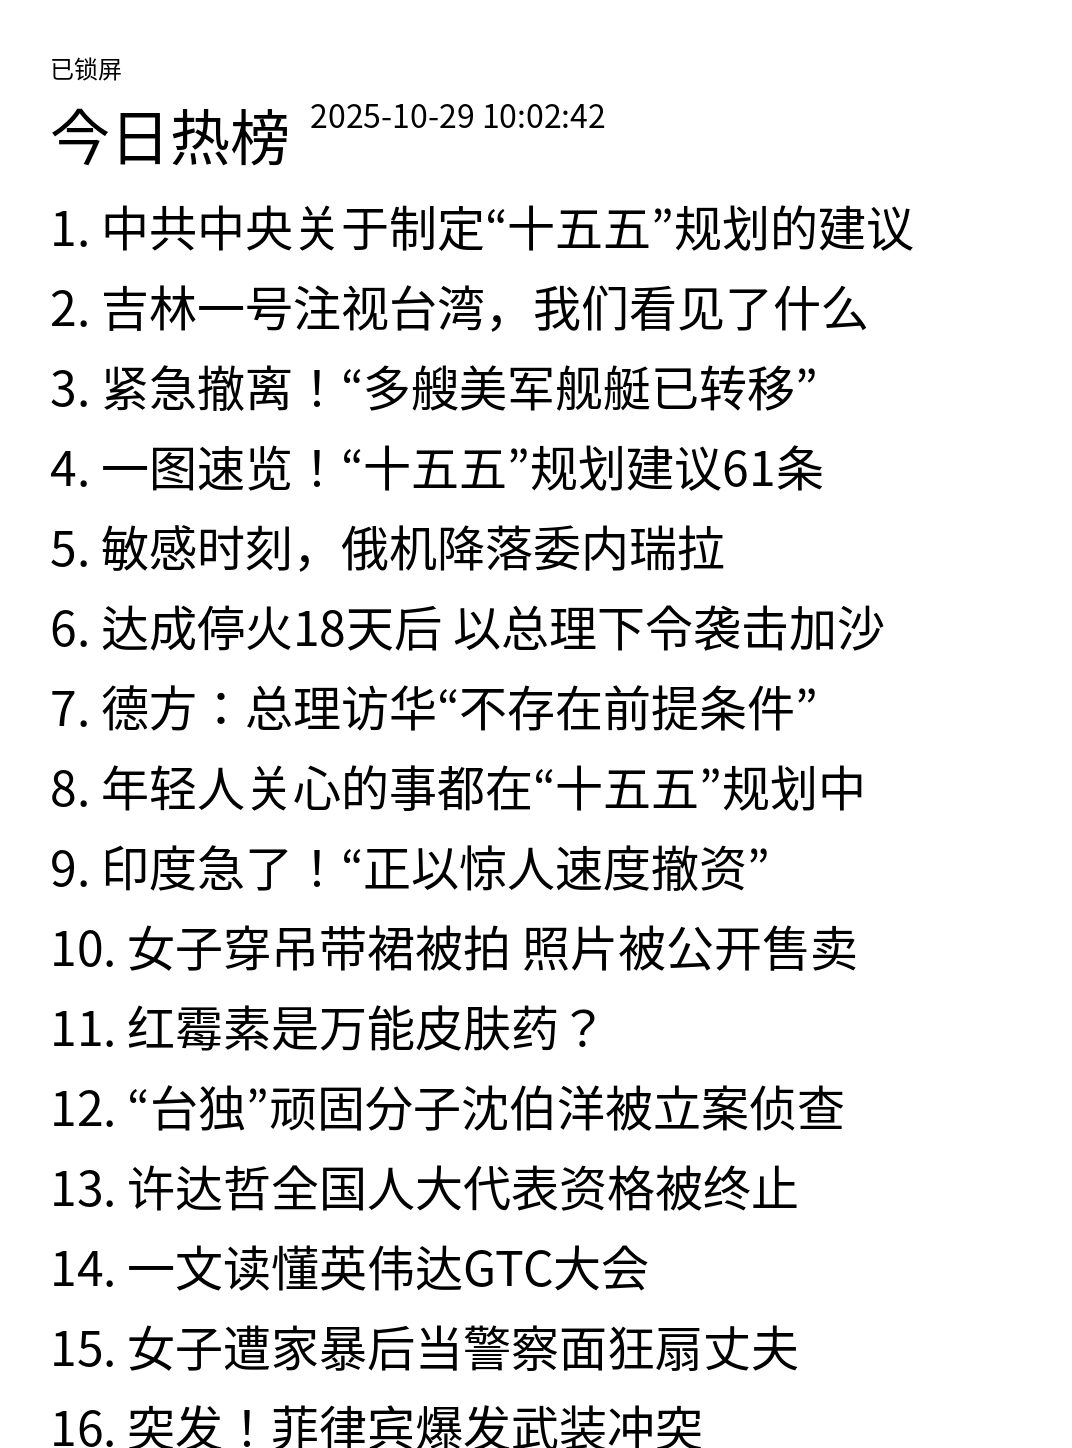 已锁屏
今日热榜 2025-10-29 10:02:42
1. 中共中央关于制定“十五五”规划的建议
2. 吉林一号注视台湾，我们看见了什么
3. 紧急撤离！“多艘美军舰艇已转移”
4. 一图速览！“十五五”规划建议61条
5. 敏感时刻，俄机降落委内瑞拉
6. 达成停火18天后 以总理下令袭击加沙
7. 德方：总理访华“不存在前提条件”
8. 年轻人关心的事都在“十五五”规划中
9. 印度急了！“正以惊人速度撤资”
10. 女子穿吊带裙被拍 照片被公开售卖
11. 红霉素是万能皮肤药？
12. “台独”顽固分子沈伯洋被立案侦查
13. 许达哲全国人大代表资格被终止
14. 一文读懂英伟达GTC大会
15. 女子遭家暴后当警察面狂扇丈夫
16. 突发！菲律宾爆发武装冲突